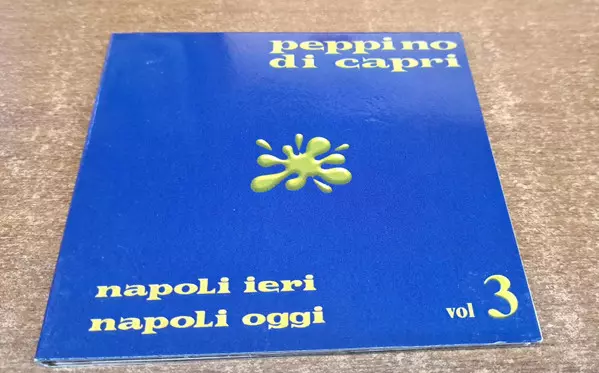 peppino
di capri
napoli ieri
napoli oggi
vol 3